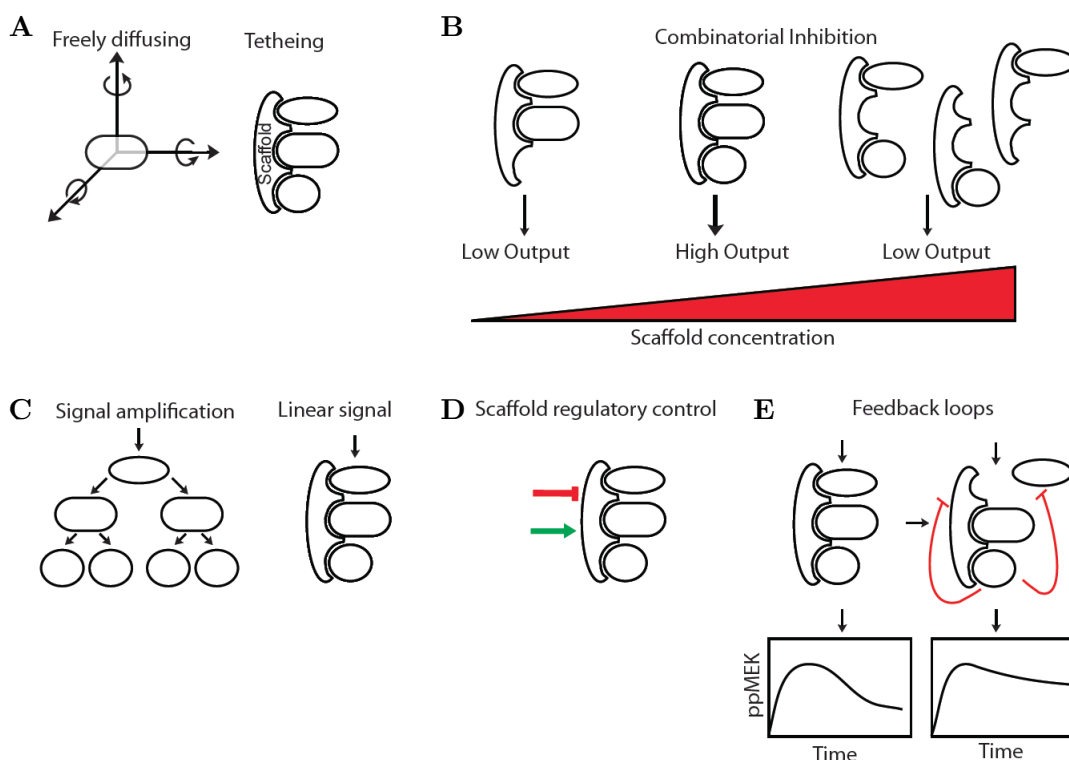 A
Freely diffusing
Tetheing
Scaffold
B
Combinatorial Inhibition
Low Output
High Output
Low Output
Scaffold concentration
C
Signal amplification
Linear signal
D
Scaffold regulatory control
E
Feedback loops
ppMEK
Time
Time